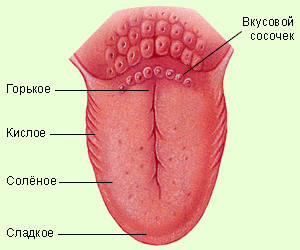 Вкусовой
сосочек
Горькое
Кислое
Солёное
Сладкое